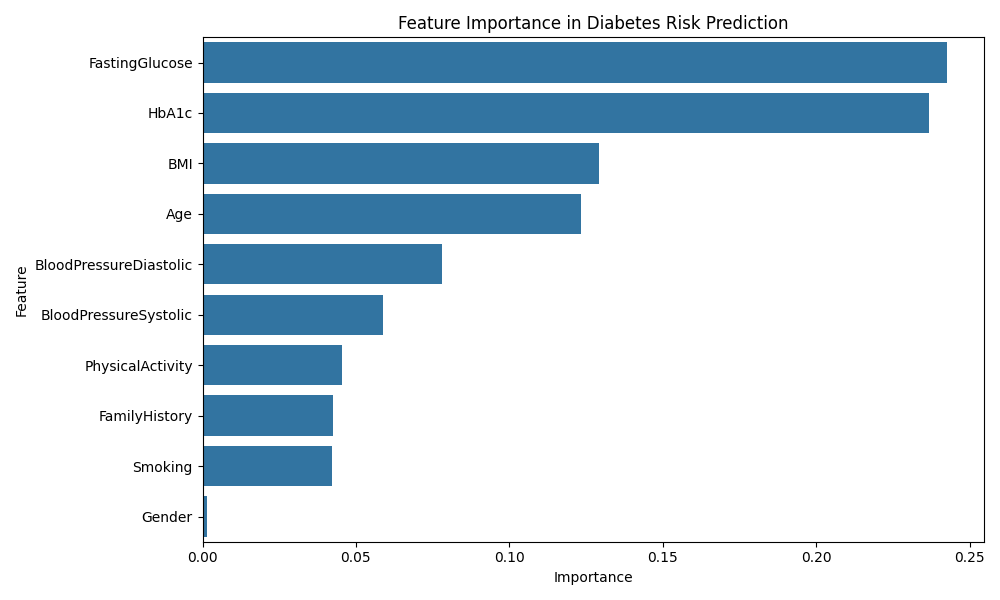 Feature Importance in Diabetes Risk Prediction
FastingGlucose
HbA1c
BMI
Age
BloodPressureDiastolic
BloodPressureSystolic
PhysicalActivity
FamilyHistory
Smoking
Gender
Feature
0.00 0.05 0.10 0.15 0.20 0.25
Importance